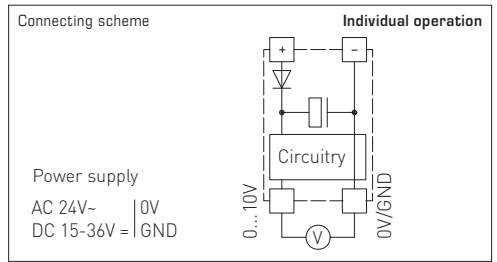 Connecting scheme
Individual operation
+
–
Circuitry
Power supply
AC 24V~ 0V
DC 15-36V = GND
0...10V
0V/GND
V